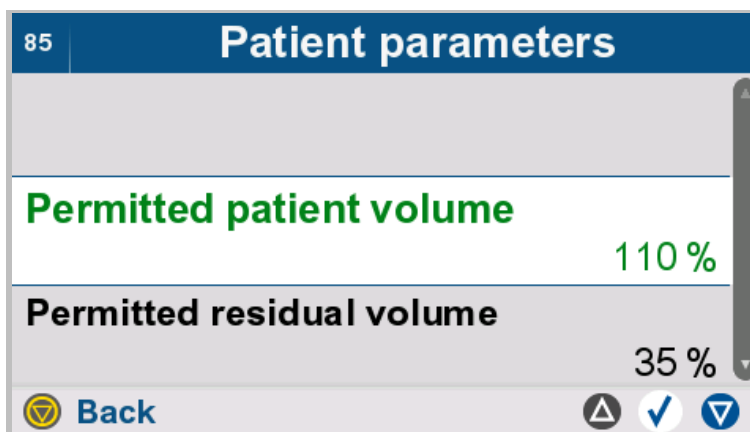 85
Patient parameters
Permitted patient volume
110 %
Permitted residual volume
35 %
Back